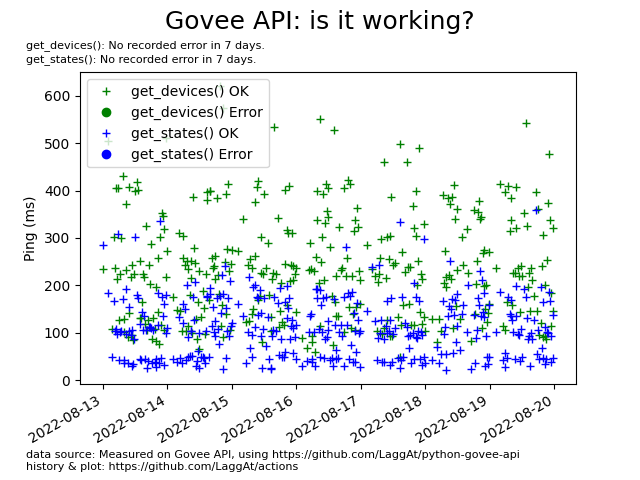 Govee API: is it working?
get_devices(): No recorded error in 7 days.
get_states(): No recorded error in 7 days.
get_devices() OK
get_devices() Error
get_states() OK
get_states() Error
Ping (ms)
600
500
400
300
200
100
0
2022-08-13
2022-08-14
2022-08-15
2022-08-16
2022-08-17
2022-08-18
2022-08-19
2022-08-20
data source: Measured on Govee API, using https://github.com/LaggAt/python-govee-api
history & plot: https://github.com/LaggAt/actions